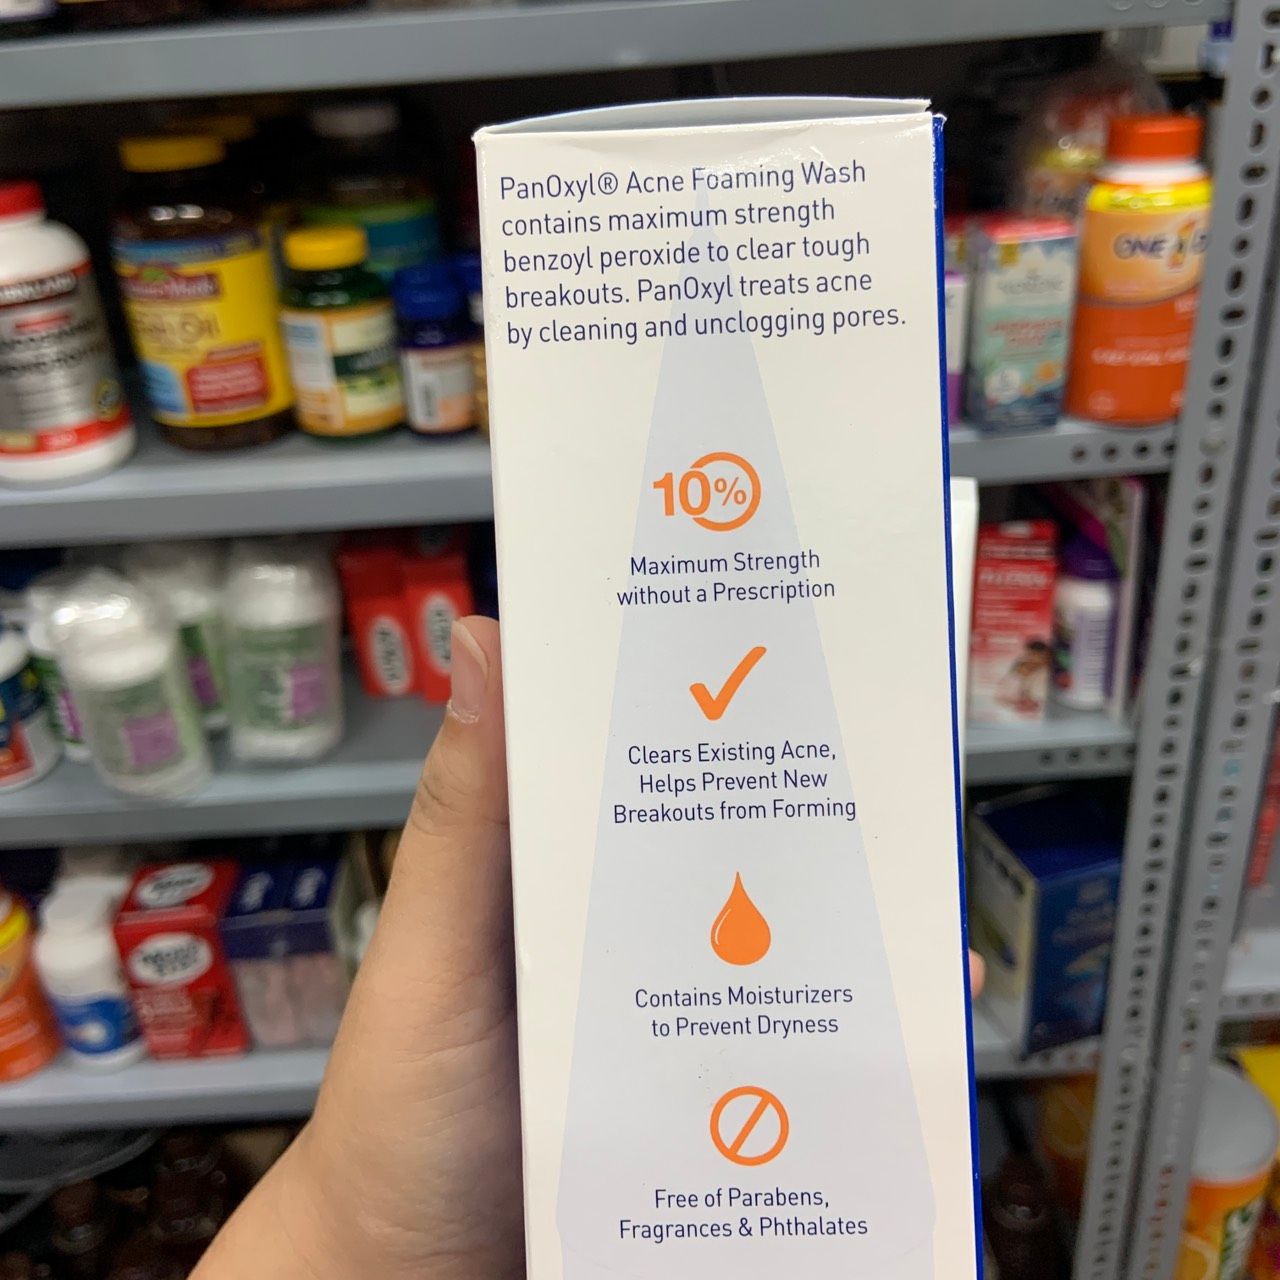 PanOxyl® Acne Foaming Wash
contains maximum strength
benzoyl peroxide to clear tough
breakouts. PanOxyl treats acne
by cleaning and unclogging pores.
10%
Maximum Strength
without a Prescription
Clears Existing Acne,
Helps Prevent New
Breakouts from Forming
Contains Moisturizers
to Prevent Dryness
Free of Parabens,
Fragrances & Phthalates
ONE A D